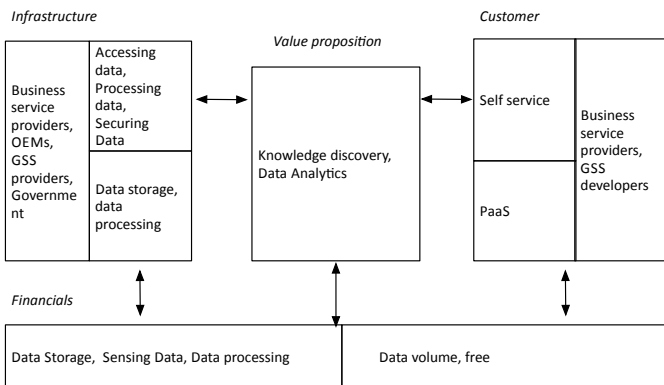 Infrastructure
Customer
Value proposition
Business
service
providers,
OEMs,
GSS
providers,
Governme
nt
Accessing
data,
Processing
data,
Securing
Data
Data storage,
data
processing
Knowledge discovery,
Data Analytics
Self service
PaaS
Business
service
providers,
GSS
developers
Financials
Data Storage, Sensing Data, Data processing
Data volume, free